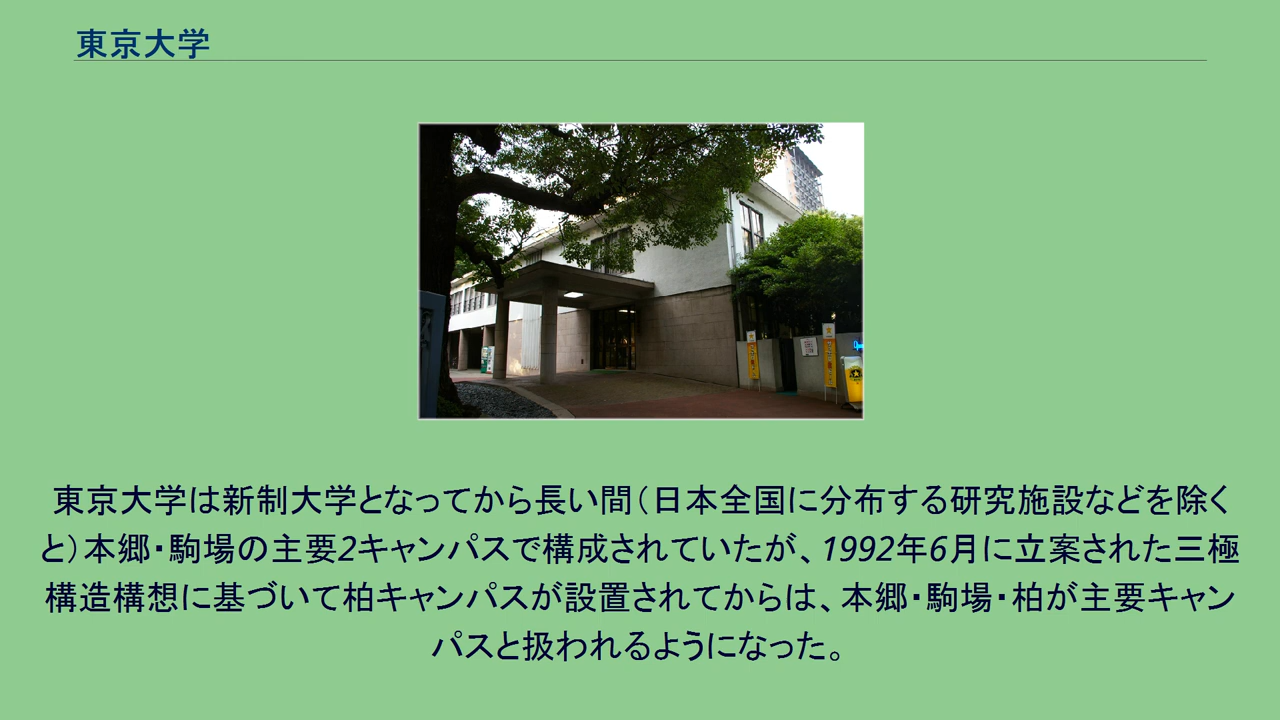 東京大学
東京大学は新制大学となってから長い間（日本全国に分布する研究施設などを除く
と）本郷・駒場の主要2キャンパスで構成されていたが、1992年6月に立案された三極
構造構想に基づいて柏キャンパスが設置されてからは、本郷・駒場・柏が主要キャン
パスと扱われるようになった。